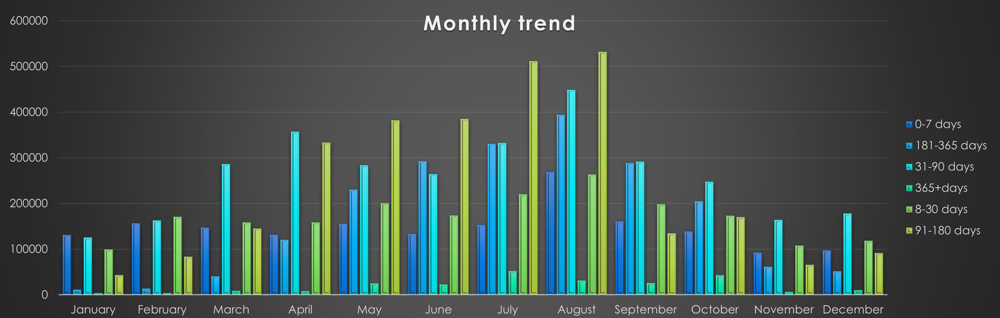 Monthly trend
600000
500000
400000
300000
200000
100000
0
January
February
March
April
May
June
July
August
September
October
November
December
0-7 days
181-365 days
31-90 days
365+days
8-30 days
91-180 days